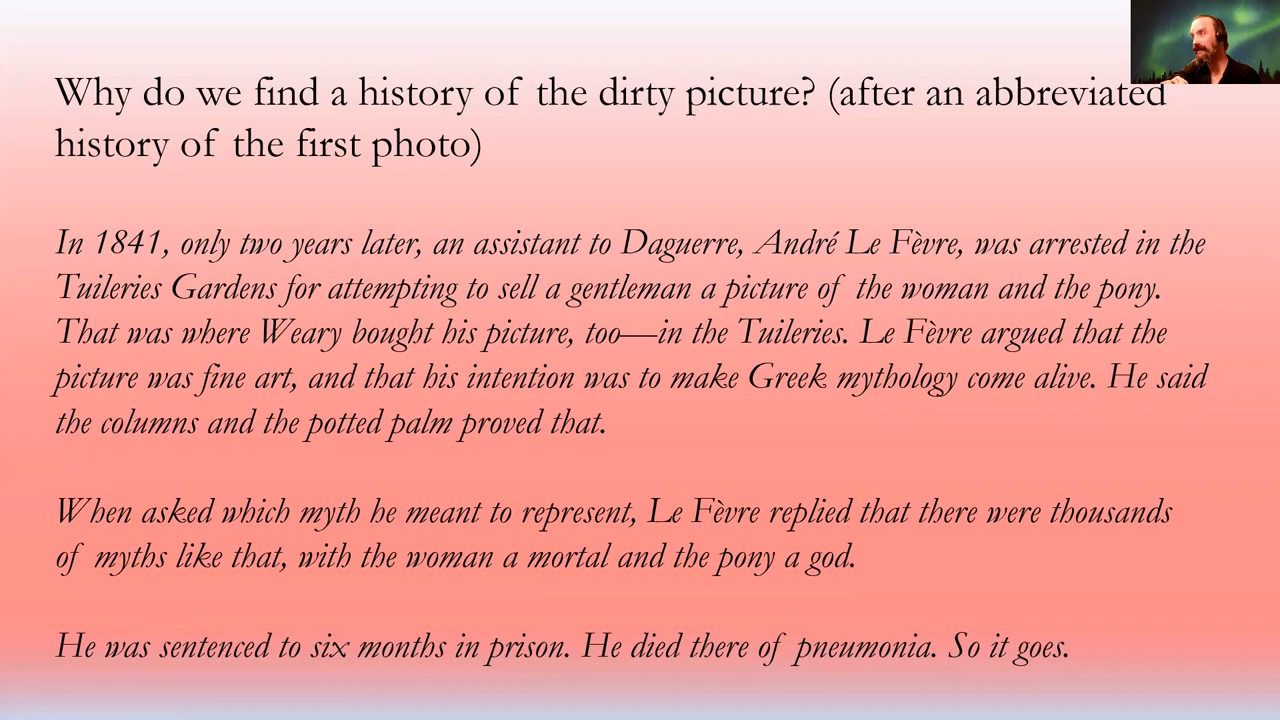 Why do we find a history of the dirty picture? (after an abbreviated
history of the first photo)
In 1841, only two years later, an assistant to Daguerre, André Le Fèvre, was arrested in the
Tuileries Gardens for attempting to sell a gentleman a picture of the woman and the pony.
That was where Weary bought his picture, too—in the Tuileries. Le Fèvre argued that the
picture was fine art, and that his intention was to make Greek mythology come alive. He said
the columns and the potted palm proved that.
When asked which myth he meant to represent, Le Fèvre replied that there were thousands
of myths like that, with the woman a mortal and the pony a god.
He was sentenced to six months in prison. He died there of pneumonia. So it goes.